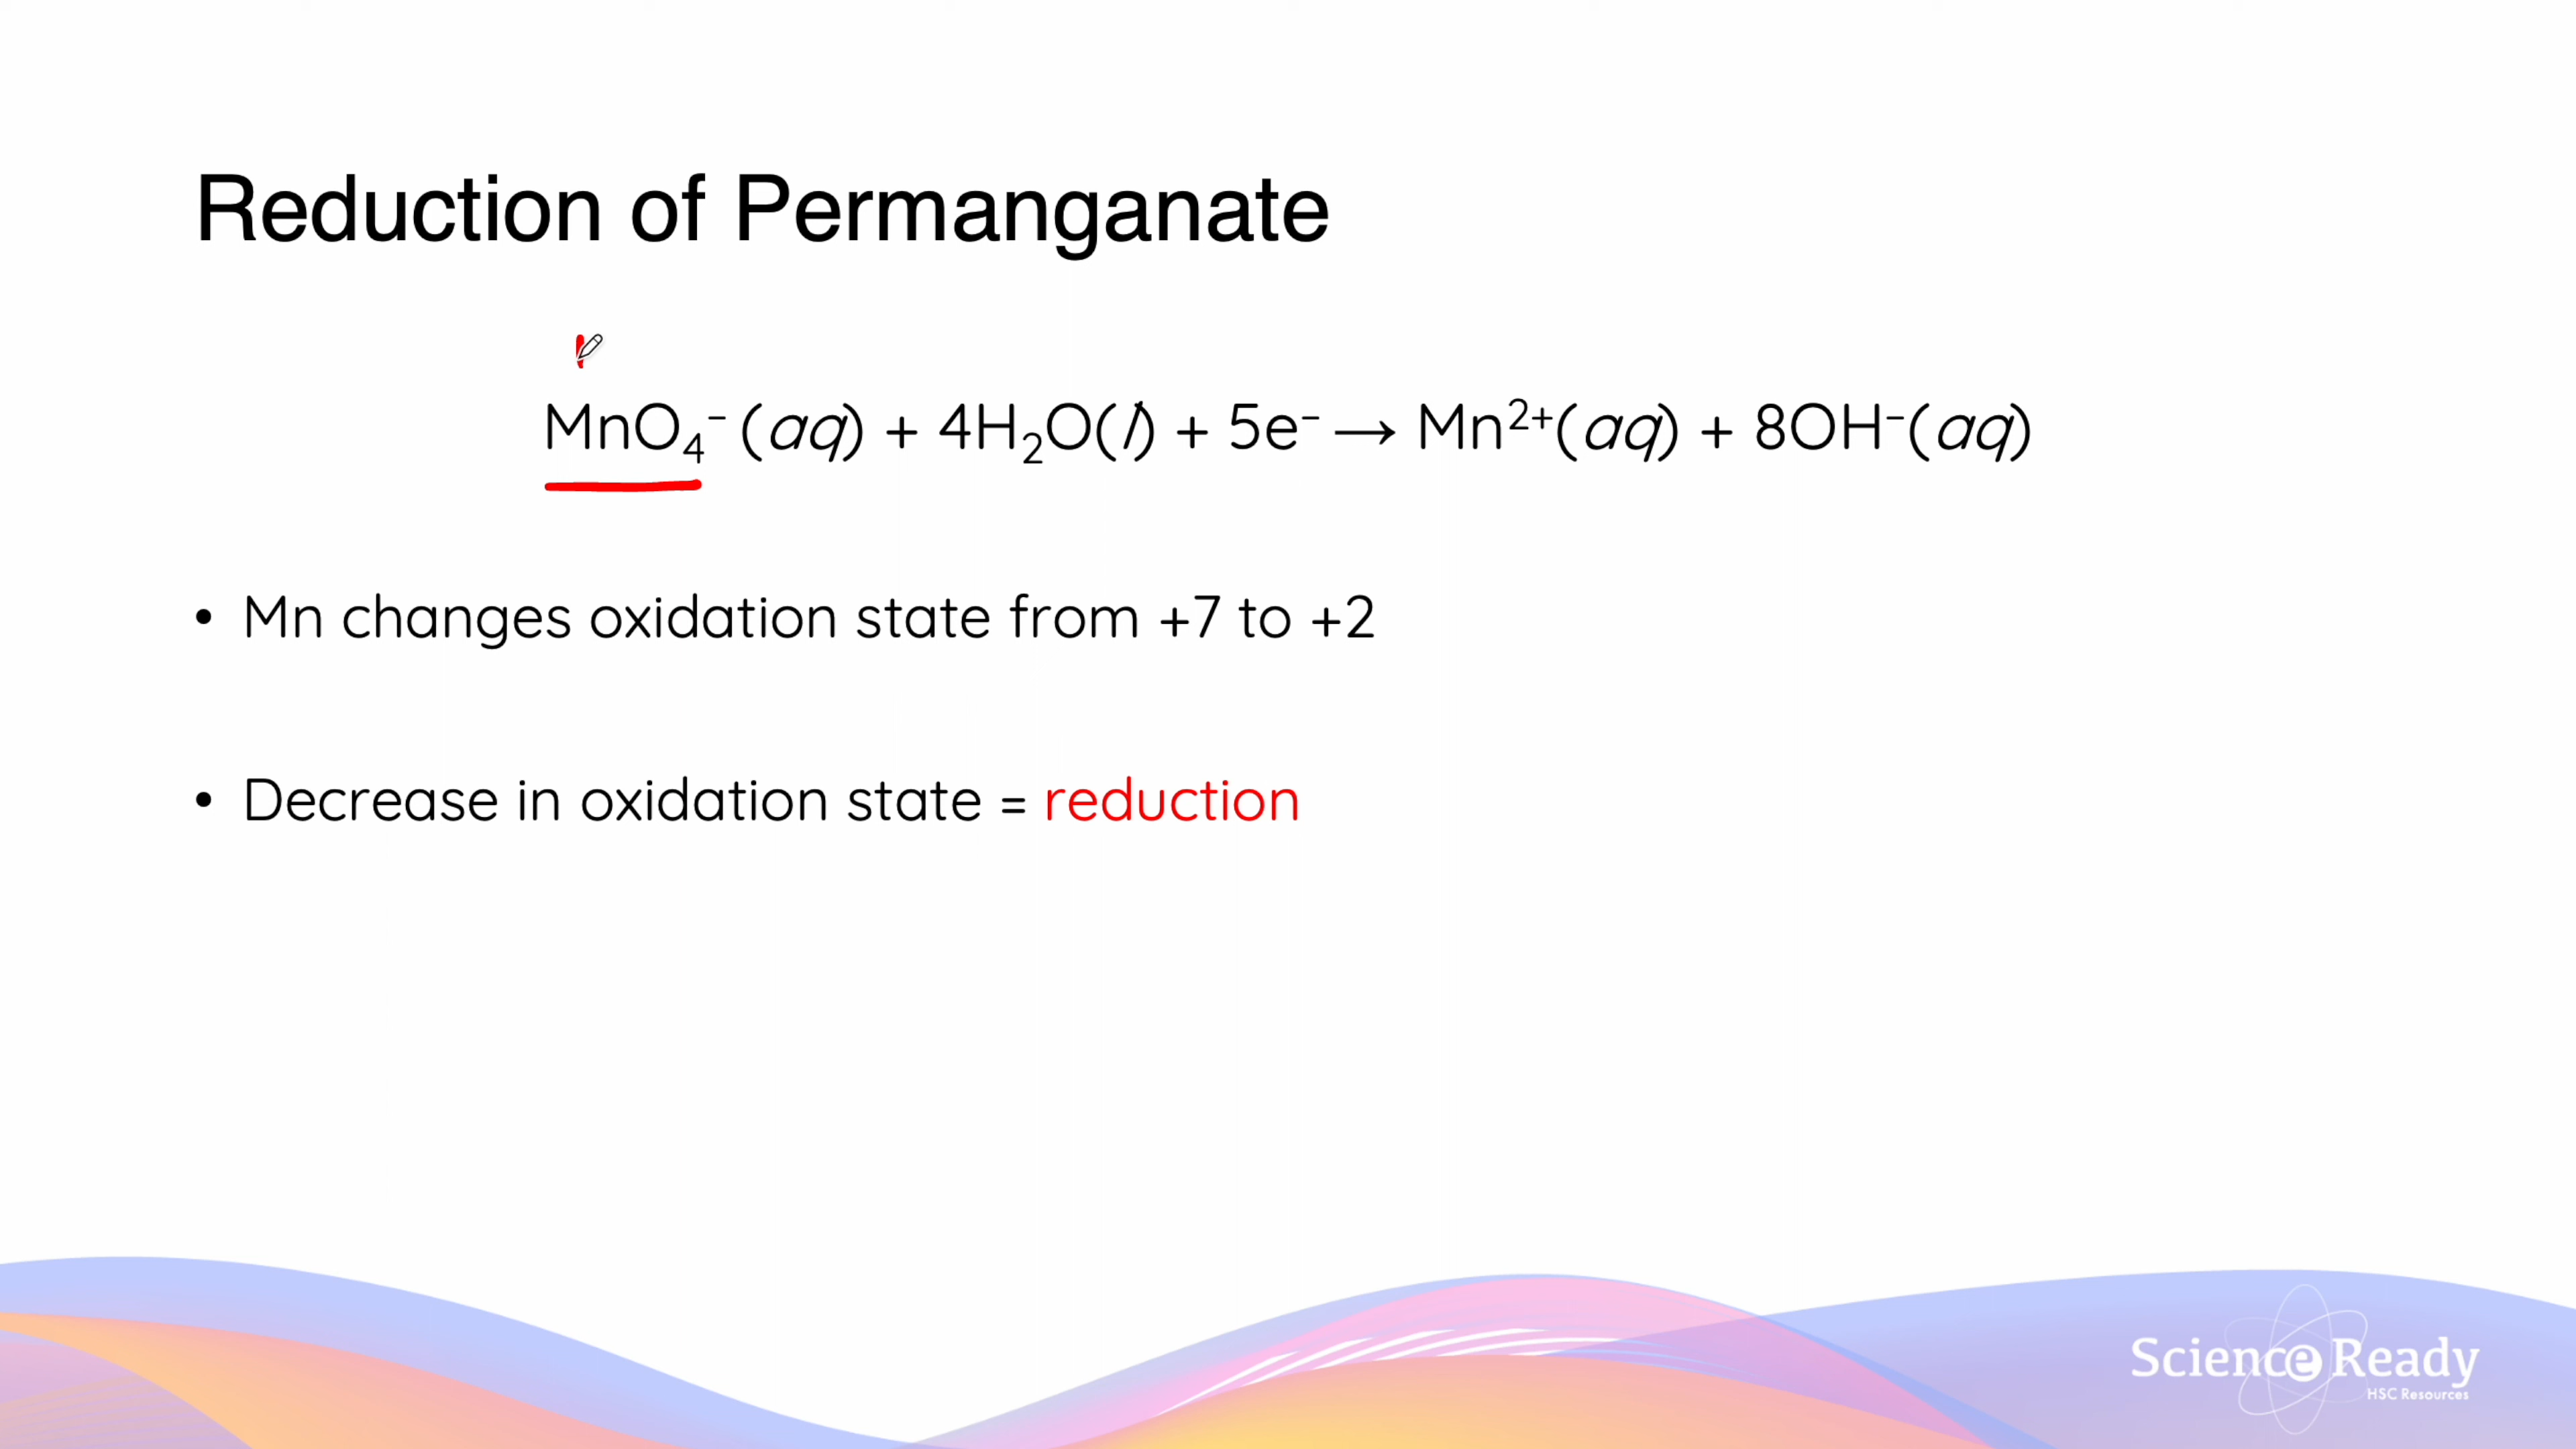 Reduction of Permanganate
MnO₄⁻ (aq) + 4H₂O(l) + 5e⁻ → Mn²⁺(aq) + 8OH⁻(aq)
• Mn changes oxidation state from +7 to +2
• Decrease in oxidation state = reduction
Science Ready
HSC Resources